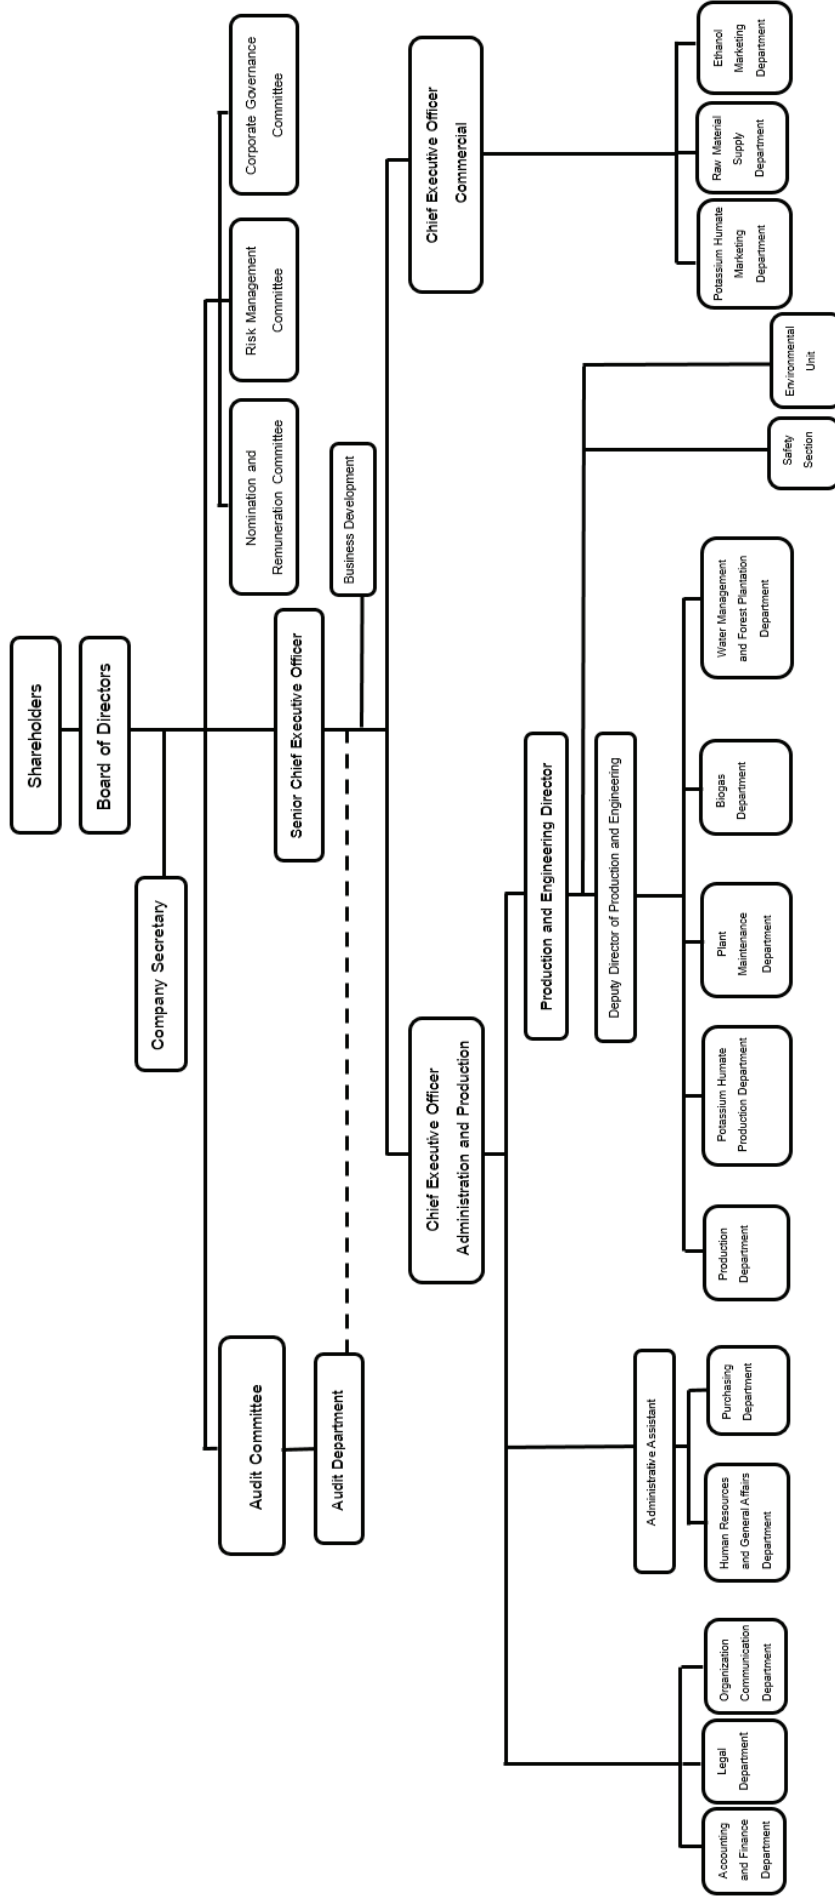 Shareholders
Board of Directors
Company Secretary
Audit Committee
Nomination and
Remuneration Committee
Risk Management
Committee
Corporate Governance
Committee
Senior Chief Executive Officer
Audit Department
Business Development
Chief Executive Officer
Administration and Production
Chief Executive Officer
Commercial
Production and Engineering Director
Deputy Director of Production and Engineering
Administrative Assistant
Accounting
and Finance
Department
Legal
Department
Organization
Communication
Department
Human Resources
and General Affairs
Department
Purchasing
Department
Production
Department
Potassium Humate
Production Department
Plant
Maintenance
Department
Biogas
Department
Water Management
and Forest Plantation
Department
Safety
Section
Environmental
Unit
Potassium Humate
Marketing
Department
Raw Material
Supply
Department
Ethanol
Marketing
Department